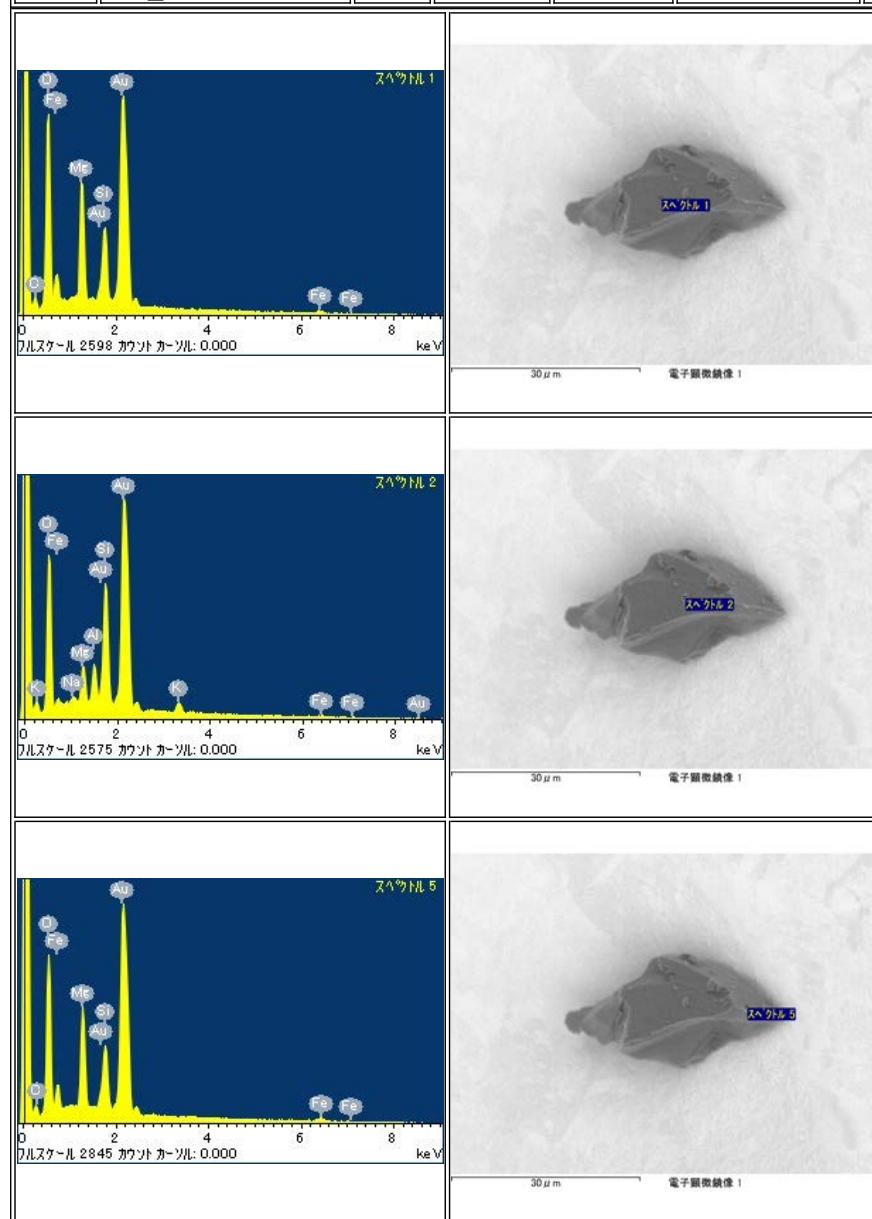 スペクトル 1
O
Au
Fe
Mg
Si
Au
C
Fe
Fe
0 2 4 6 8
フルスケール 2598 カウント カーソル: 0.000 keV
スペクトル 1
30μm 電子顕微鏡像 1
スペクトル 2
Au
O
Fe
Si
Au
Al
Mg
K
Na
K
Fe
Fe
Au
0 2 4 6 8
フルスケール 2575 カウント カーソル: 0.000 keV
スペクトル 2
30μm 電子顕微鏡像 1
スペクトル 5
Au
O
Fe
Mg
Si
Au
C
Fe
Fe
0 2 4 6 8
フルスケール 2845 カウント カーソル: 0.000 keV
スペクトル 5
30μm 電子顕微鏡像 1